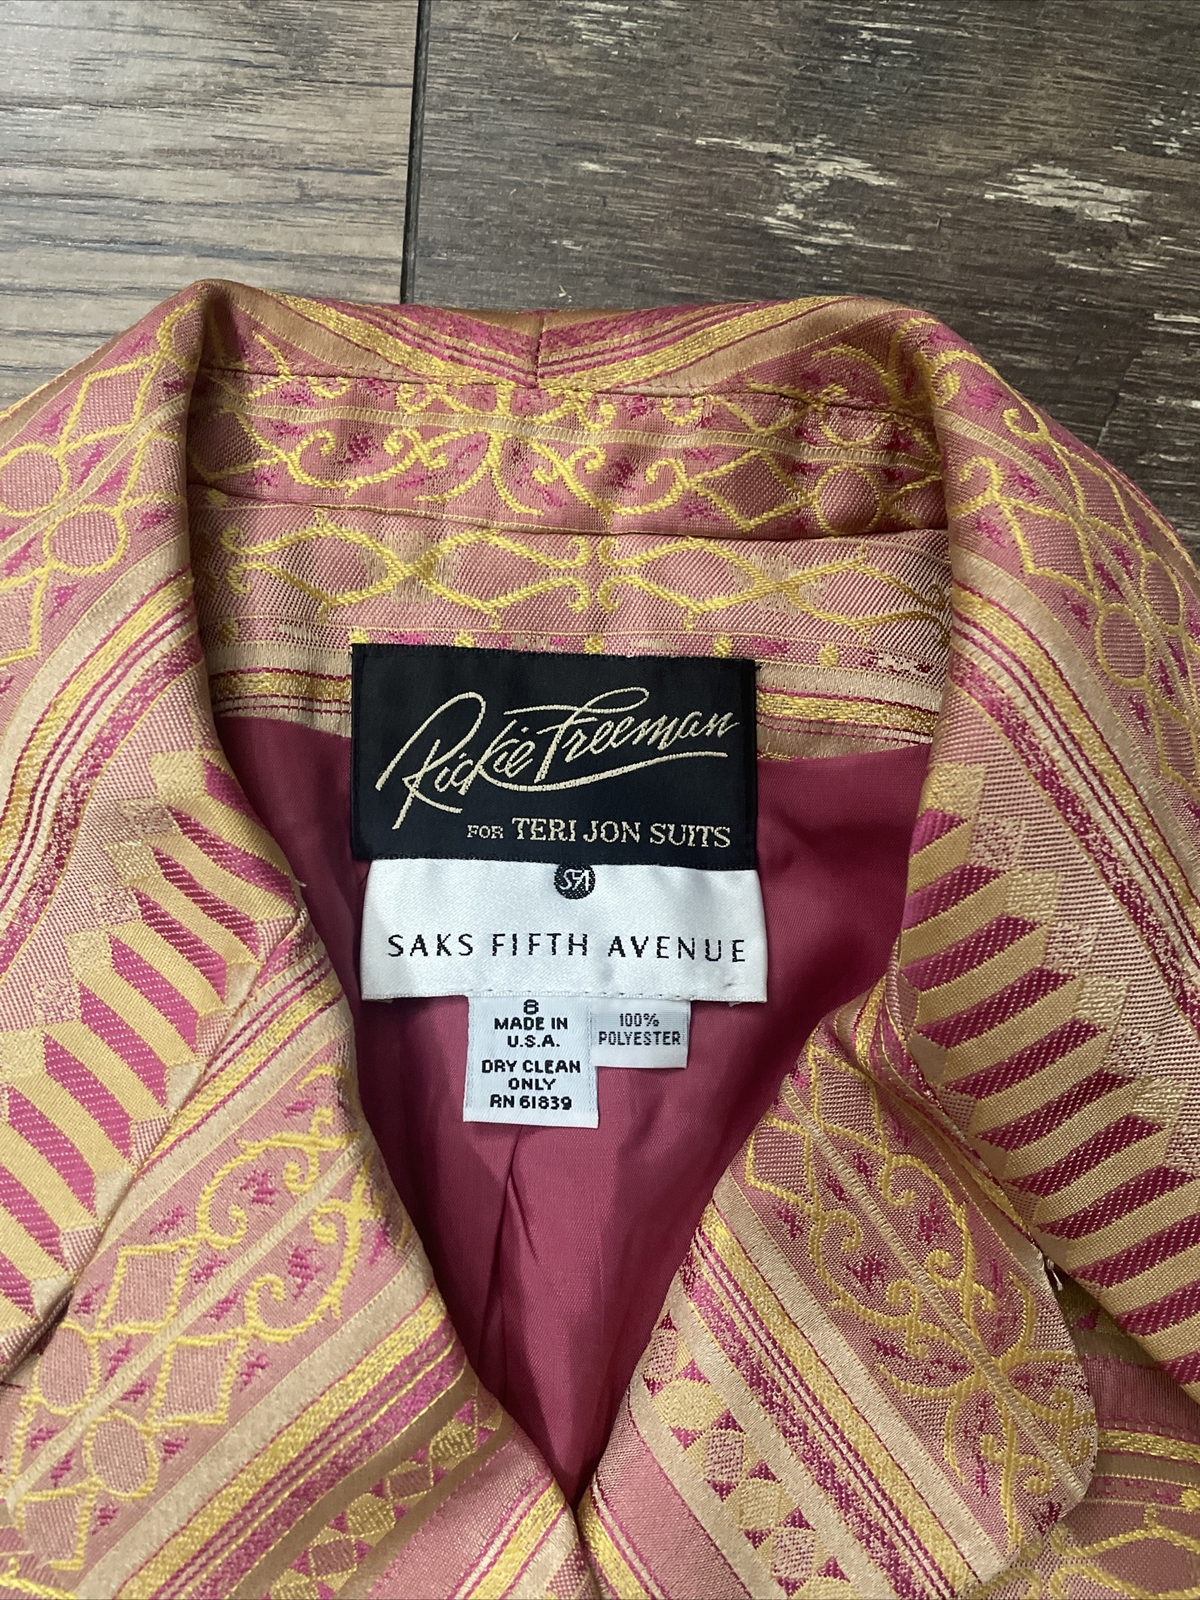 Rickie Freeman
FOR TERI JON SUITS
SFA
SAKS FIFTH AVENUE
8
MADE IN
U.S.A.
DRY CLEAN
ONLY
RN 61839
100%
POLYESTER